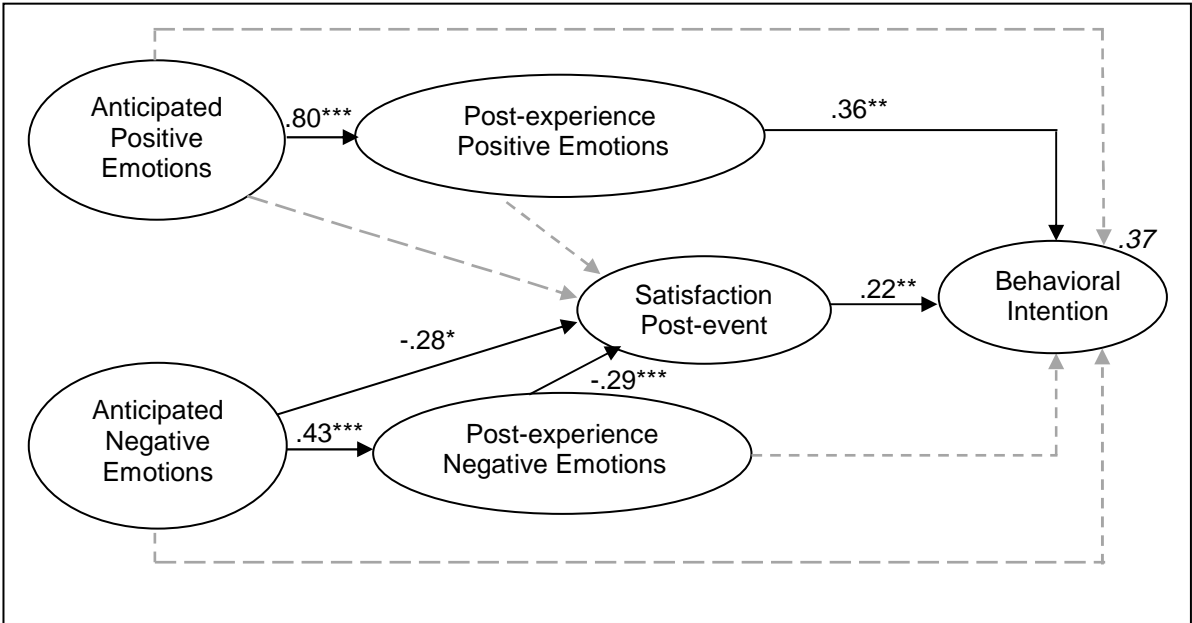 Anticipated
Positive
Emotions
.80***
Post-experience
Positive Emotions
.36**
.37
Behavioral
Intention
Satisfaction
Post-event
.22**
-.28*
-.29***
Anticipated
Negative
Emotions
.43***
Post-experience
Negative Emotions